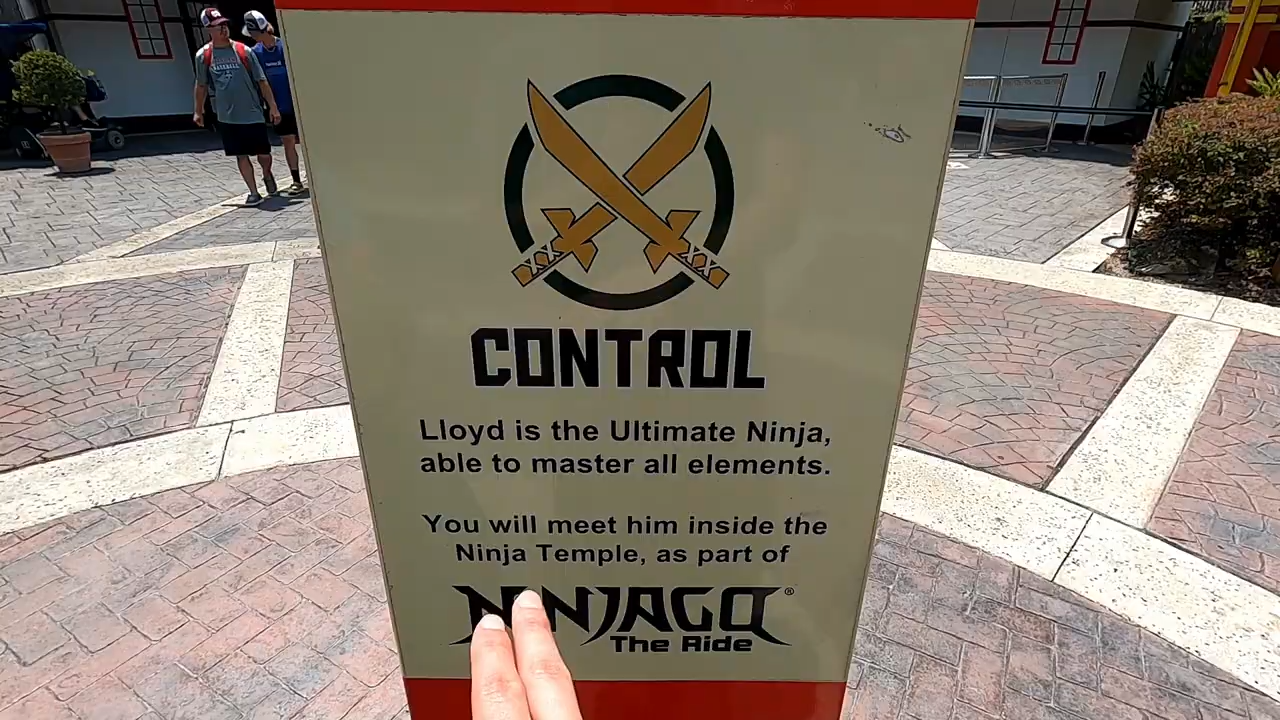 CONTROL
Lloyd is the Ultimate Ninja,
able to master all elements.
You will meet him inside the
Ninja Temple, as part of
NINJAGO®
The Ride